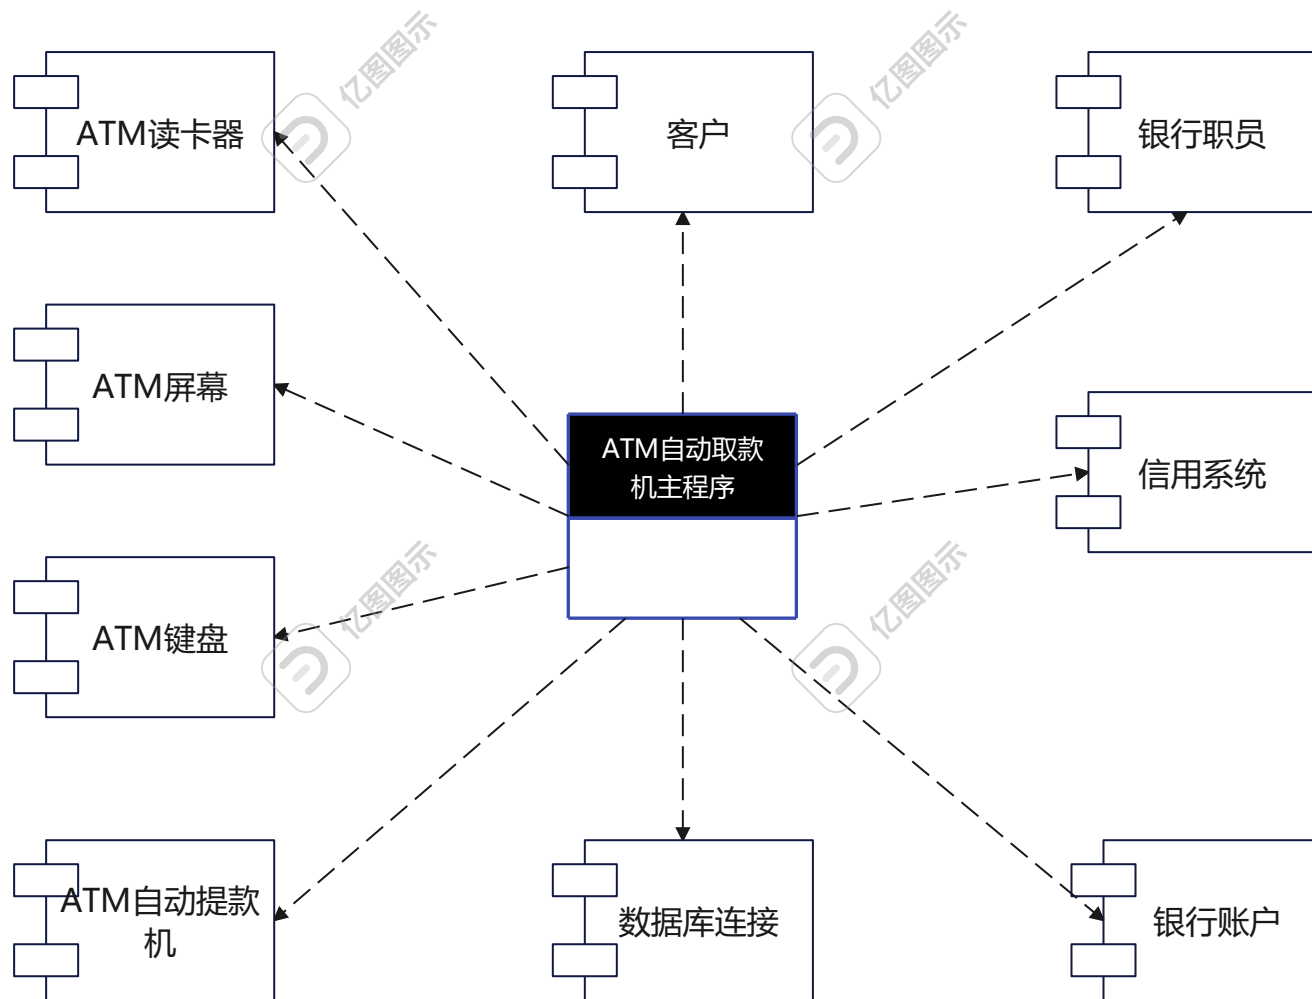 亿图图示
亿图图示
ATM读卡器
客户
银行职员
ATM屏幕
ATM自动取款
机主程序
信用系统
亿图图示
亿图图示
ATM键盘
ATM自动提款
机
数据库连接
银行账户